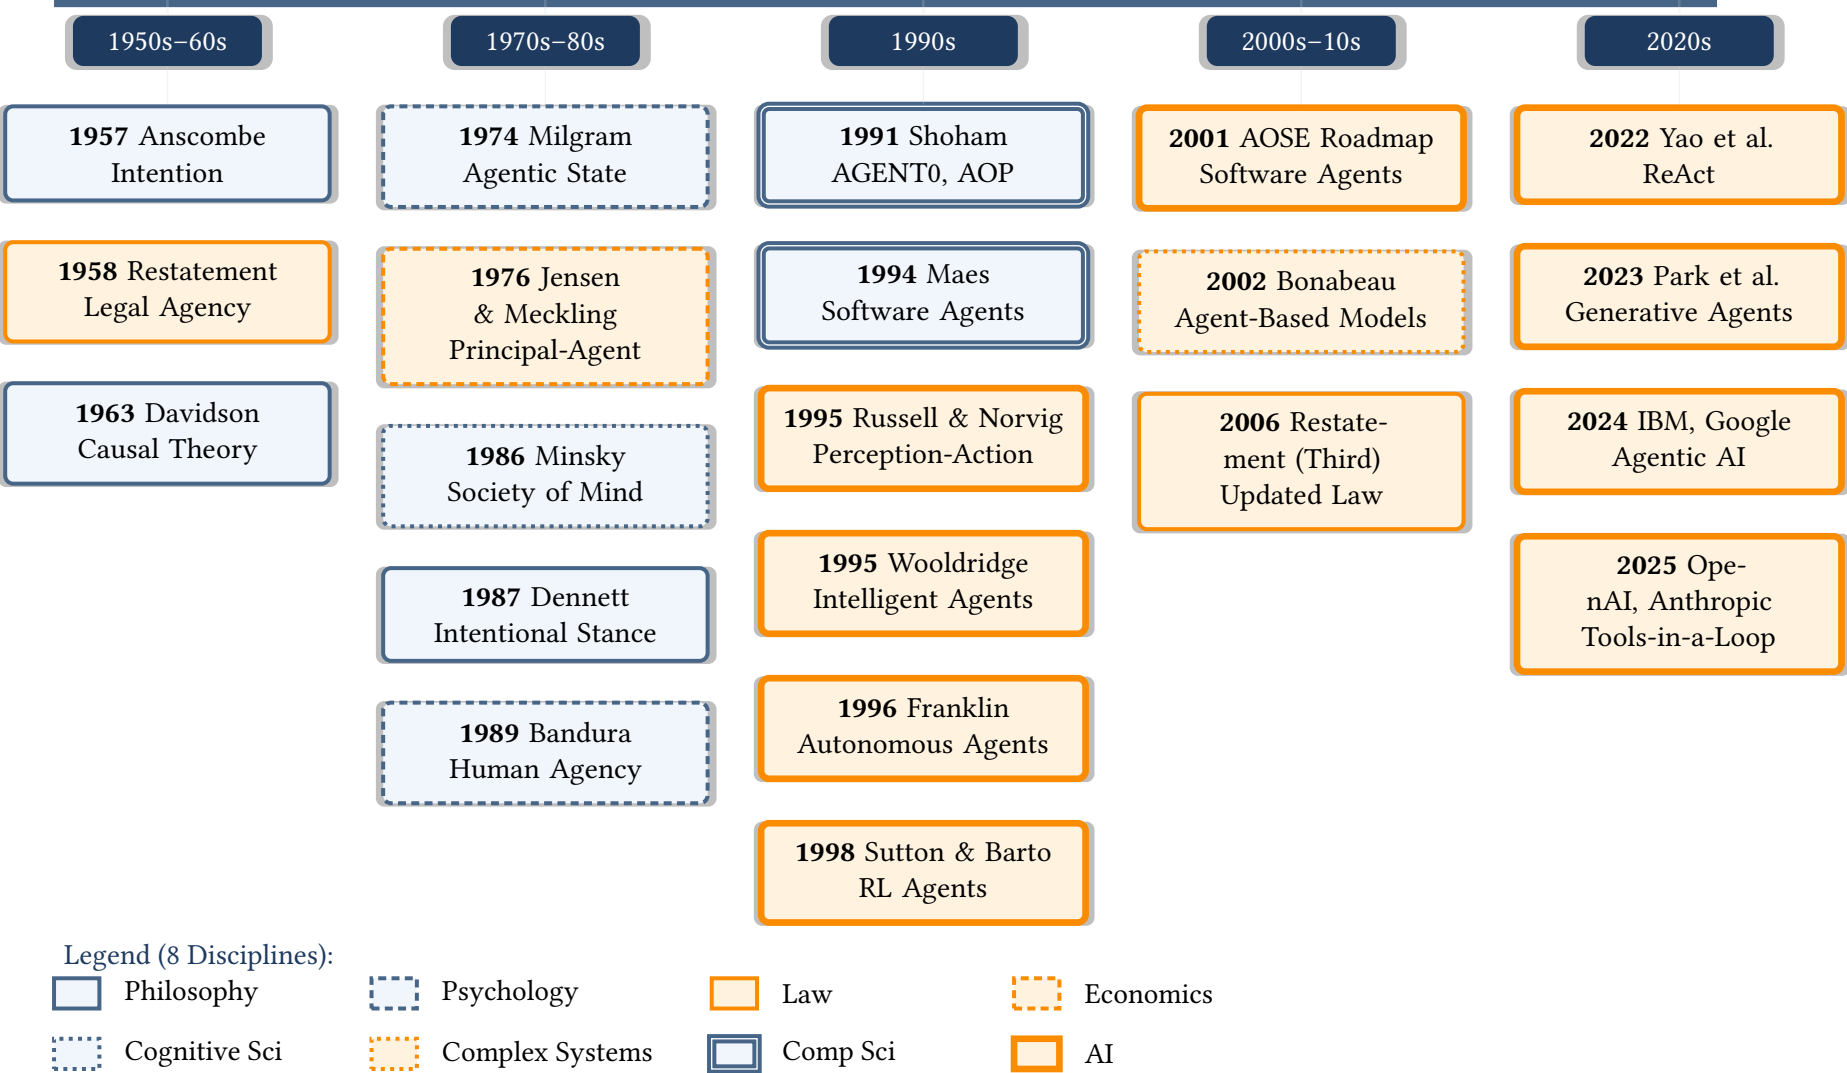 1950s–60s
1970s–80s
1990s
2000s–10s
2020s
1957 Anscombe
Intention
1958 Restatement
Legal Agency
1963 Davidson
Causal Theory
1974 Milgram
Agentic State
1976 Jensen
& Meckling
Principal-Agent
1986 Minsky
Society of Mind
1987 Dennett
Intentional Stance
1989 Bandura
Human Agency
1991 Shoham
AGENT0, AOP
1994 Maes
Software Agents
1995 Russell & Norvig
Perception-Action
1995 Wooldridge
Intelligent Agents
1996 Franklin
Autonomous Agents
1998 Sutton & Barto
RL Agents
2001 AOSE Roadmap
Software Agents
2002 Bonabeau
Agent-Based Models
2006 Restate-
ment (Third)
Updated Law
2022 Yao et al.
ReAct
2023 Park et al.
Generative Agents
2024 IBM, Google
Agentic AI
2025 Ope-
nAI, Anthropic
Tools-in-a-Loop
Legend (8 Disciplines):
Philosophy
Psychology
Law
Economics
Cognitive Sci
Complex Systems
Comp Sci
AI